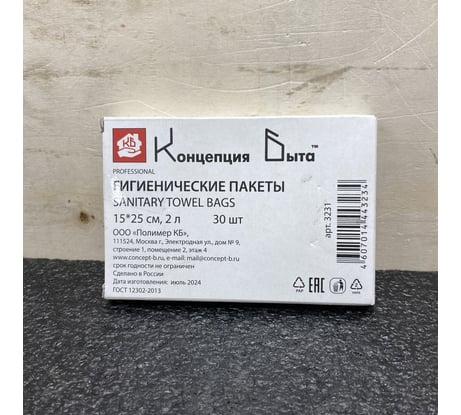 КБ
Концепция Быта™
PROFESSIONAL
ГИГИЕНИЧЕСКИЕ ПАКЕТЫ
SANITARY TOWEL BAGS
15*25 см, 2 л 30 шт
ООО «Полимер КБ»,
111524, Москва г., Электродная ул., дом № 9,
строение 1, помещение 2, этаж 4
www.concept-b.ru, e-mail: mail@concept-b.ru
срок годности не ограничен
Сделано в России
Дата изготовления: июль 2024
ГОСТ 12302-2013
арт. 3231
4607014443234
PAP
EAC